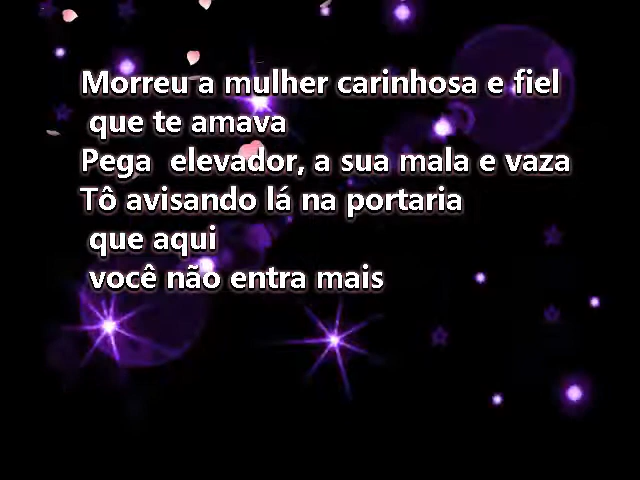 Morreu a mulher carinhosa e fiel
que te amava
Pega elevador, a sua mala e vaza
Tô avisando lá na portaria
que aqui
você não entra mais